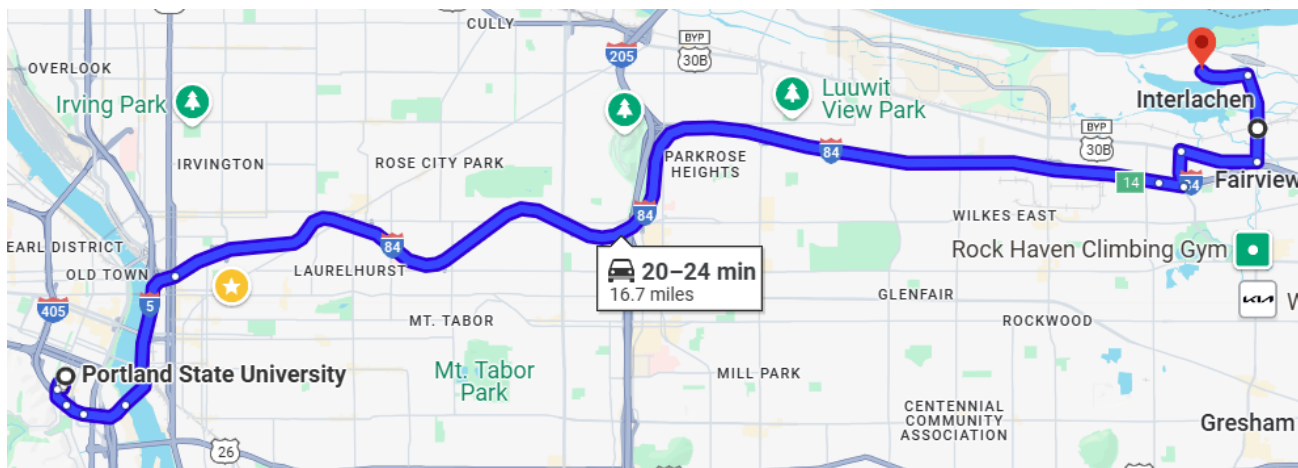 CULLY
BYP
30B
205
OVERLOOK
Irving Park
Luuwit
View Park
Interlachen
BYP
30B
IRVINGTON
ROSE CITY PARK
PARKROSE
HEIGHTS
84
14
84
Fairview
84
WILKES EAST
EARL DISTRICT
84
Rock Haven Climbing Gym
OLD TOWN
LAURELHURST
20–24 min
16.7 miles
405
5
GLENFAIR
KIA
W
MT. TABOR
ROCKWOOD
Portland State University
Mt. Tabor
Park
MILL PARK
CENTENNIAL
COMMUNITY
ASSOCIATION
Gresham
26